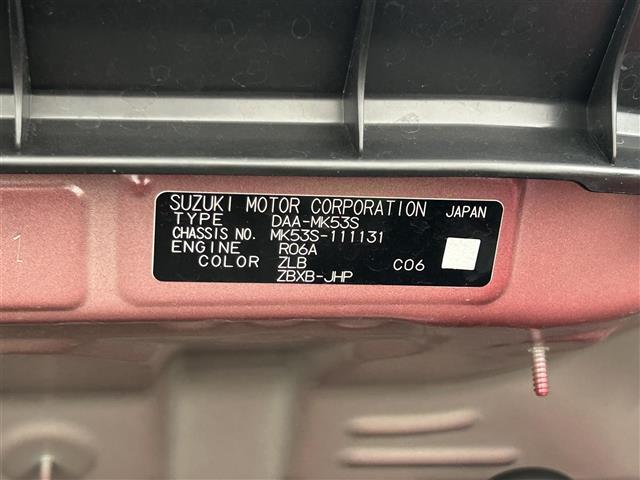 SUZUKI MOTOR CORPORATION JAPAN
TYPE DAA-MK53S
CHASSIS NO. MK53S-111131
ENGINE R06A
COLOR ZLB C06
ZBXB-JHP